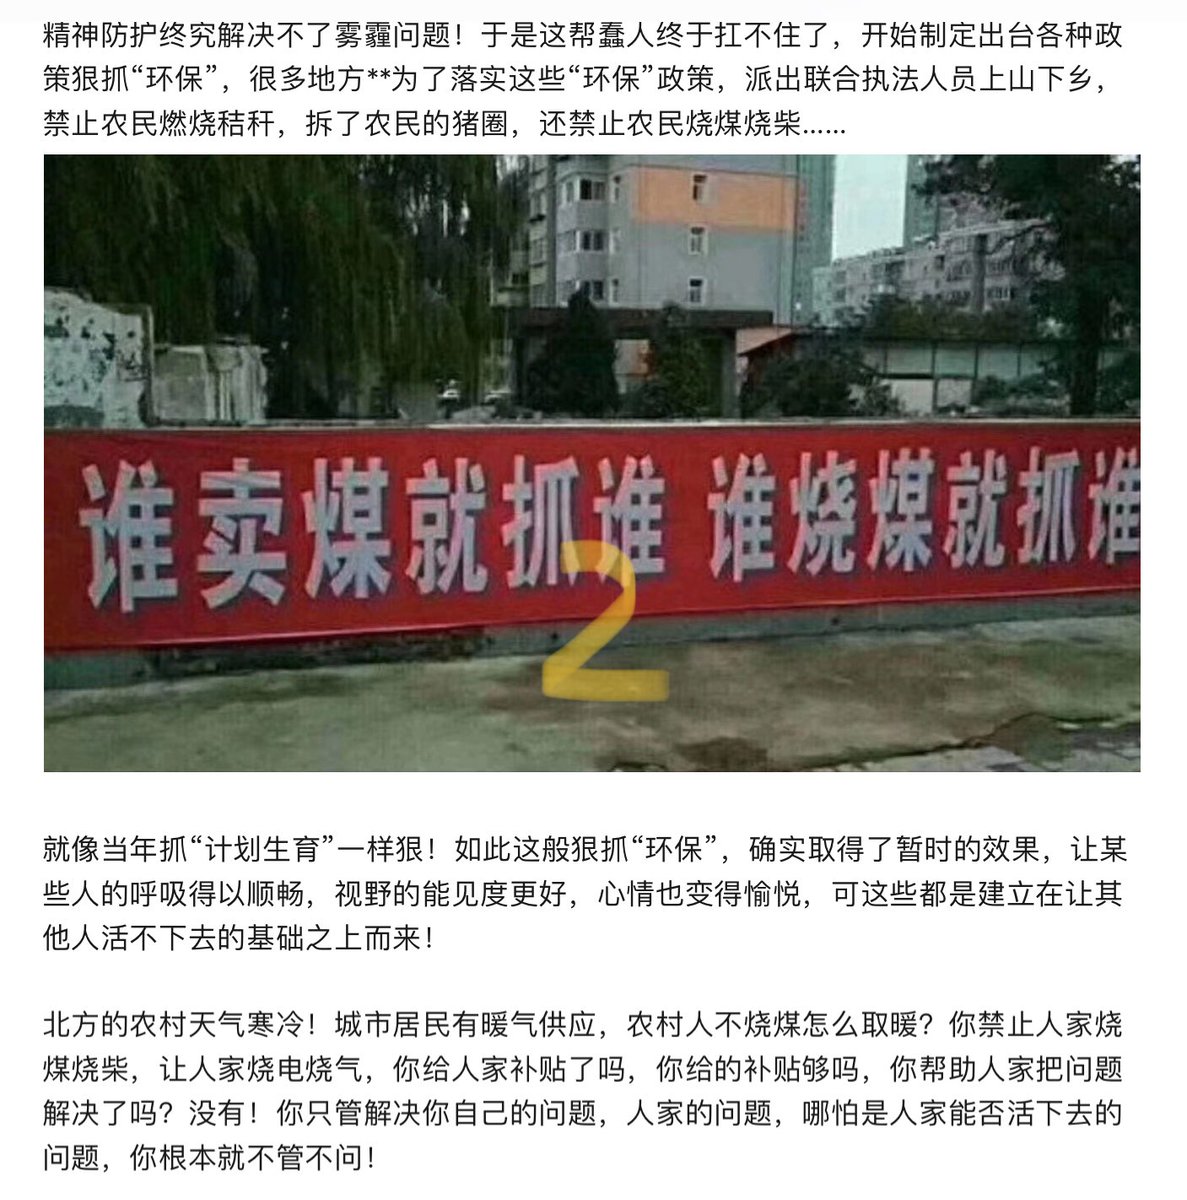 精神防护终究解决不了雾霾问题！于是这帮蠢人终于扛不住了，开始制定出台各种政
策狠抓“环保”，很多地方**为了落实这些“环保”政策，派出联合执法人员上山下乡，
禁止农民燃烧秸秆，拆了农民的猪圈，还禁止农民烧煤烧柴......
谁卖煤就抓谁 谁烧煤就抓谁
2
就像当年抓“计划生育”一样狠！如此这般狠抓“环保”，确实取得了暂时的效果，让某
些人的呼吸得以顺畅，视野的能见度更好，心情也变得愉悦，可这些都是建立在让其
他人活不下去的基础之上而来！
北方的农村天气寒冷！城市居民有暖气供应，农村人不烧煤怎么取暖？你禁止人家烧
煤烧柴，让人家烧电烧气，你给人家补贴了吗，你给的补贴够吗，你帮助人家把问题
解决了吗？没有！你只管解决你自己的问题，人家的问题，哪怕是人家能否活下去的
问题，你根本就不管不问！